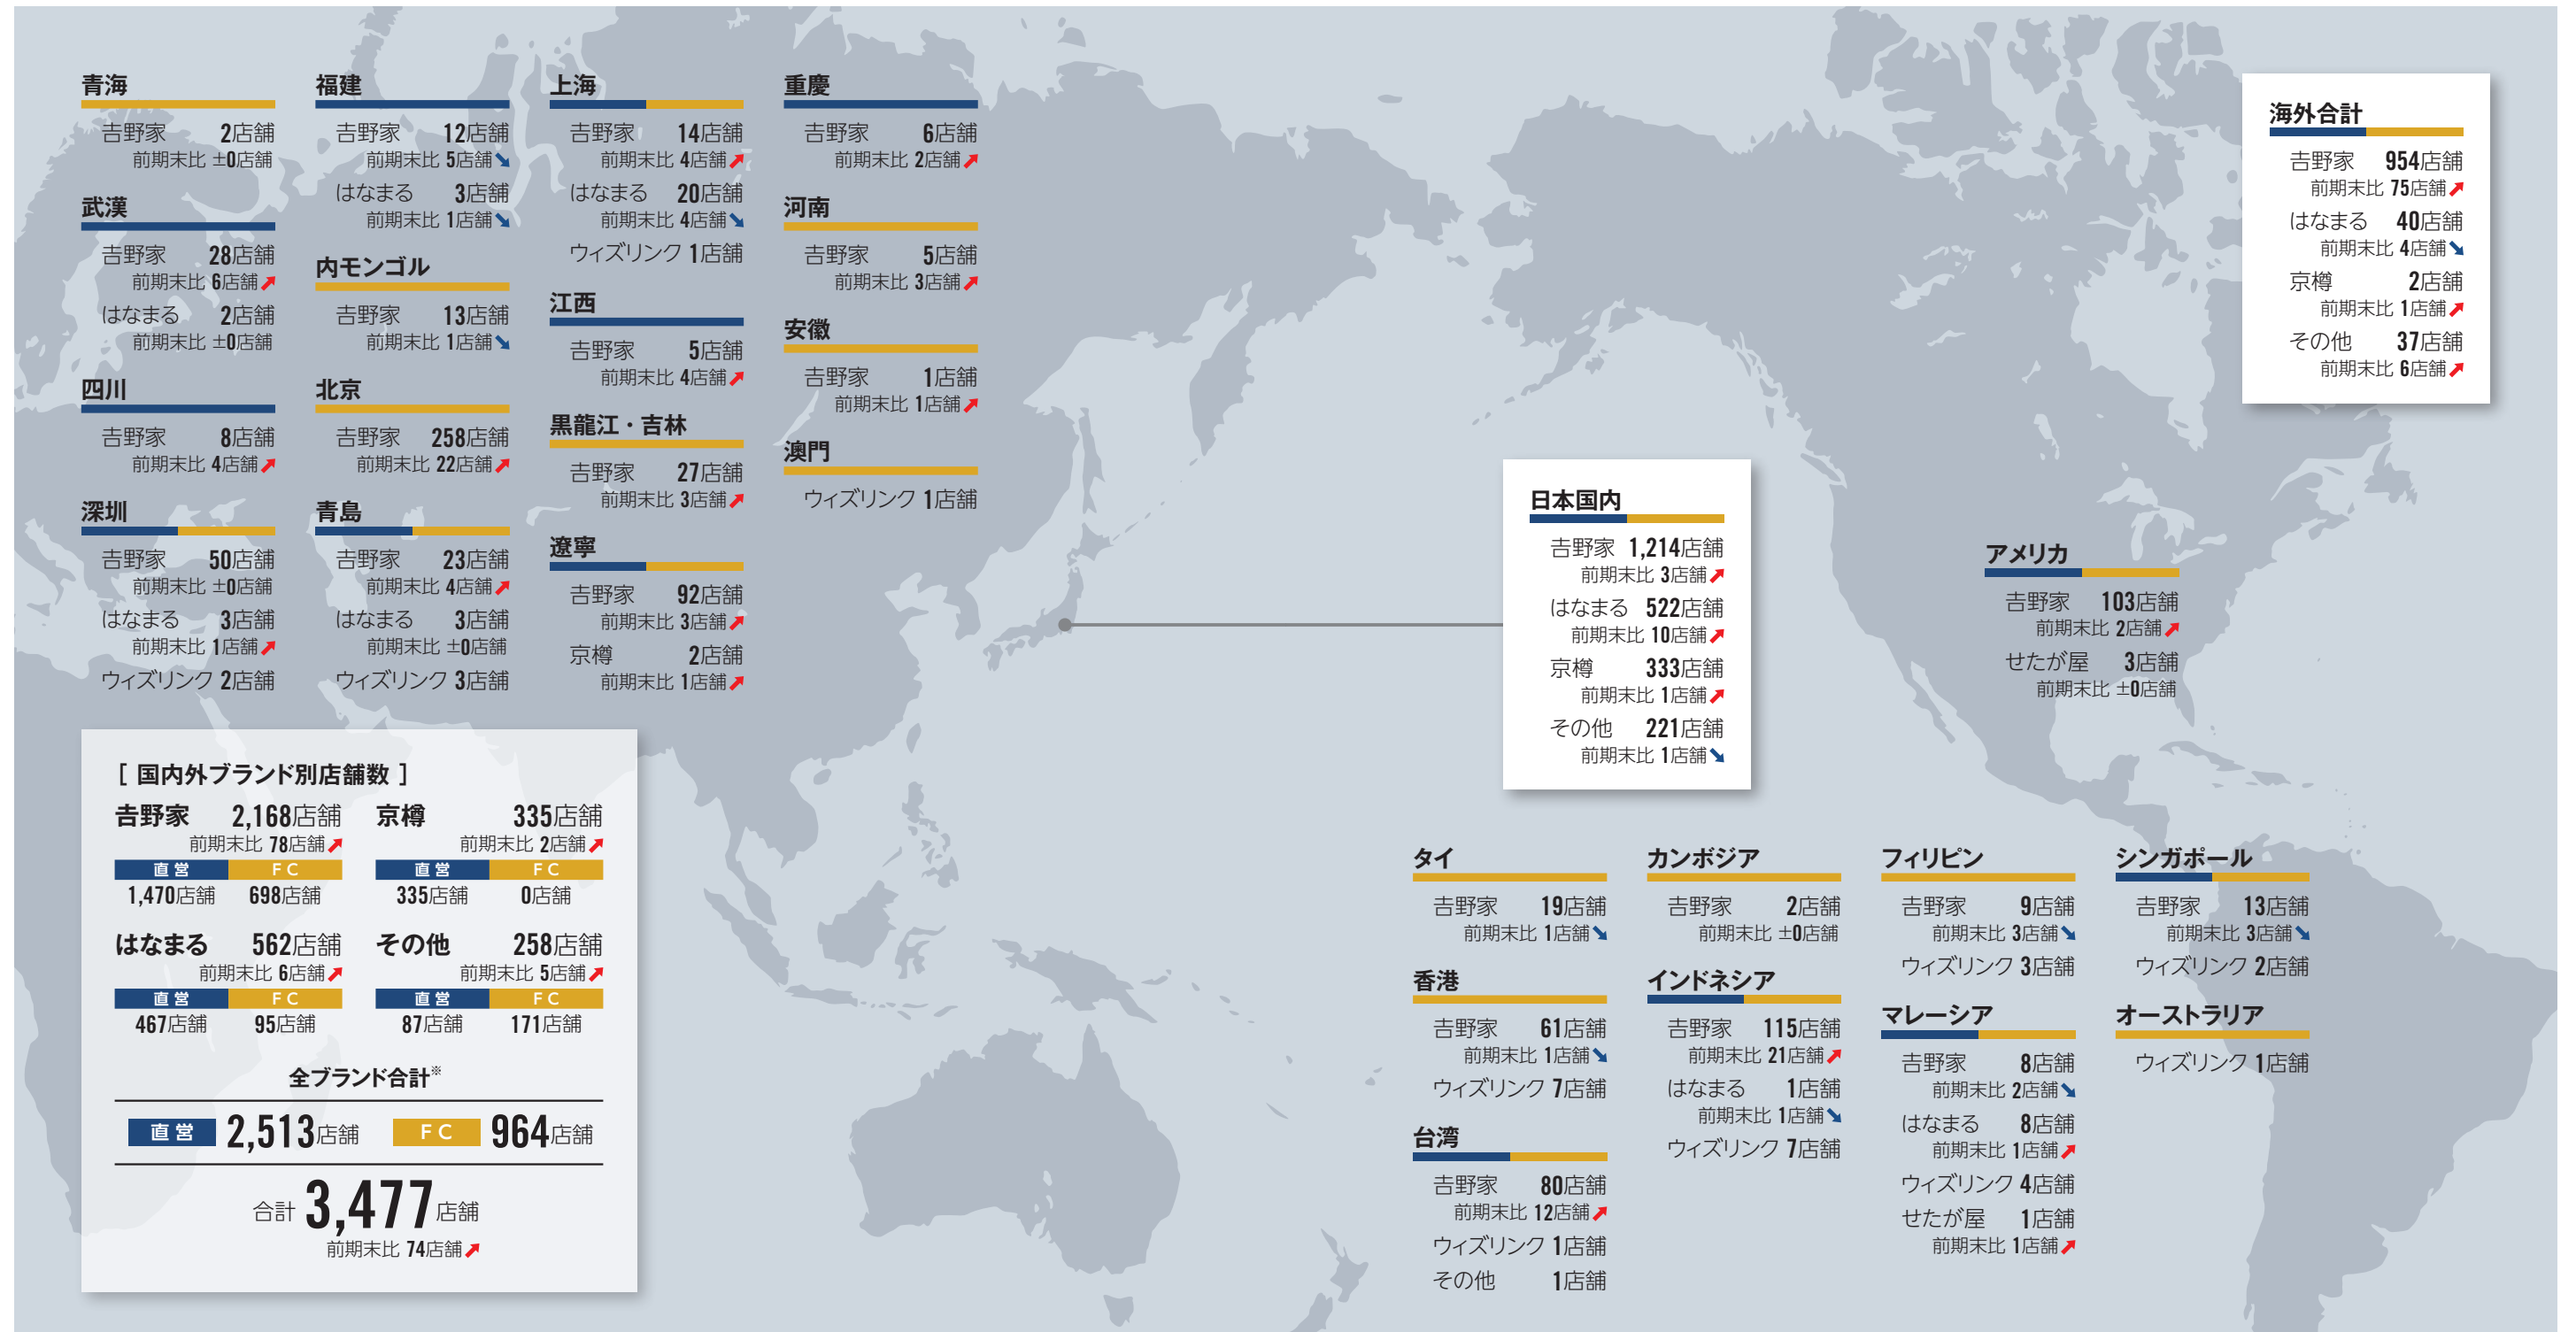 青海
𠮷野家 2店舗
前期末比 ±0店舗
武漢
𠮷野家 28店舗
前期末比 6店舗
はなまる 2店舗
前期末比 ±0店舗
四川
𠮷野家 8店舗
前期末比 4店舗
深圳
𠮷野家 50店舗
前期末比 ±0店舗
はなまる 3店舗
前期末比 1店舗
ウィズリンク 2店舗
福建
𠮷野家 12店舗
前期末比 5店舗
はなまる 3店舗
前期末比 1店舗
内モンゴル
𠮷野家 13店舗
前期末比 1店舗
北京
𠮷野家 258店舗
前期末比 22店舗
青島
𠮷野家 23店舗
前期末比 4店舗
はなまる 3店舗
前期末比 ±0店舗
ウィズリンク 3店舗
上海
𠮷野家 14店舗
前期末比 4店舗
はなまる 20店舗
前期末比 4店舗
ウィズリンク 1店舗
江西
𠮷野家 5店舗
前期末比 4店舗
黒龍江・吉林
𠮷野家 27店舗
前期末比 3店舗
遼寧
𠮷野家 92店舗
前期末比 3店舗
京樽 2店舗
前期末比 1店舗
重慶
𠮷野家 6店舗
前期末比 2店舗
河南
𠮷野家 5店舗
前期末比 3店舗
安徽
𠮷野家 1店舗
前期末比 1店舗
澳門
ウィズリンク 1店舗
海外合計
𠮷野家 954店舗
前期末比 75店舗
はなまる 40店舗
前期末比 4店舗
京樽 2店舗
前期末比 1店舗
その他 37店舗
前期末比 6店舗
日本国内
𠮷野家 1,214店舗
前期末比 3店舗
はなまる 522店舗
前期末比 10店舗
京樽 333店舗
前期末比 1店舗
その他 221店舗
前期末比 1店舗
アメリカ
𠮷野家 103店舗
前期末比 2店舗
せたが屋 3店舗
前期末比 ±0店舗
[ 国内外ブランド別店舗数 ]
𠮷野家 2,168店舗
前期末比 78店舗
直営 FC
1,470店舗 698店舗
京樽 335店舗
前期末比 2店舗
直営 FC
335店舗 0店舗
はなまる 562店舗
前期末比 6店舗
直営 FC
467店舗 95店舗
その他 258店舗
前期末比 5店舗
直営 FC
87店舗 171店舗
全ブランド合計※
直営 2,513店舗 FC 964店舗
合計 3,477店舗
前期末比 74店舗
タイ
𠮷野家 19店舗
前期末比 1店舗
香港
𠮷野家 61店舗
前期末比 1店舗
ウィズリンク 7店舗
台湾
𠮷野家 80店舗
前期末比 12店舗
ウィズリンク 1店舗
その他 1店舗
カンボジア
𠮷野家 2店舗
前期末比 ±0店舗
インドネシア
𠮷野家 115店舗
前期末比 21店舗
はなまる 1店舗
前期末比 1店舗
ウィズリンク 7店舗
フィリピン
𠮷野家 9店舗
前期末比 3店舗
ウィズリンク 3店舗
マレーシア
𠮷野家 8店舗
前期末比 2店舗
はなまる 8店舗
前期末比 1店舗
ウィズリンク 4店舗
せたが屋 1店舗
前期末比 1店舗
シンガポール
𠮷野家 13店舗
前期末比 3店舗
ウィズリンク 2店舗
オーストラリア
ウィズリンク 1店舗